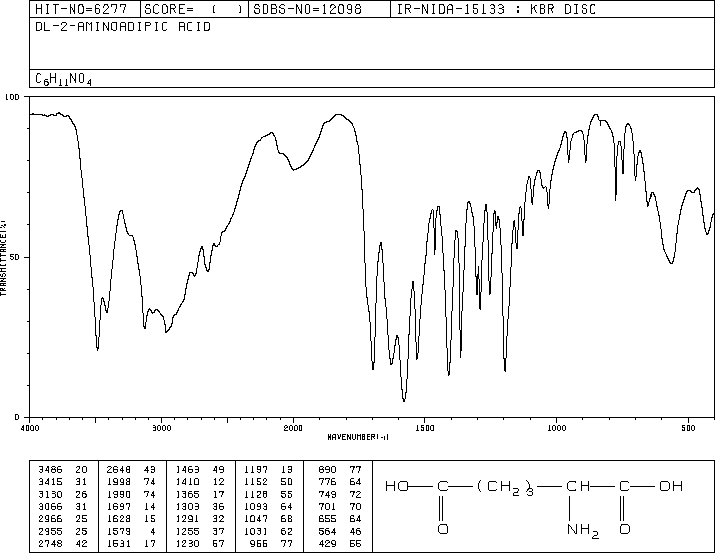 HIT-NO=6277 SCORE= ( ) SDBS-NO=12098 IR-NIDA-15133 : KBR DISC
DL-2-AMINOADIPIC ACID
C6H11NO4
100
50
0
TRANSMITTANCE(%)
4000 3000 2000 1500 1000 500
WAVENUMBER(-1)
3486 20 2648 43 1463 49 1197 13 890 77
3415 31 1998 74 1410 12 1152 50 776 64
3130 26 1990 74 1365 17 1128 55 749 72
3066 31 1697 14 1303 36 1093 64 701 70
2966 25 1628 15 1291 32 1047 68 655 64
2955 25 1579 4 1255 37 1031 62 564 46
2748 42 1531 17 1230 57 966 77 429 55
HO—C—(CH2)3—CH—C—OH
O NH2 O